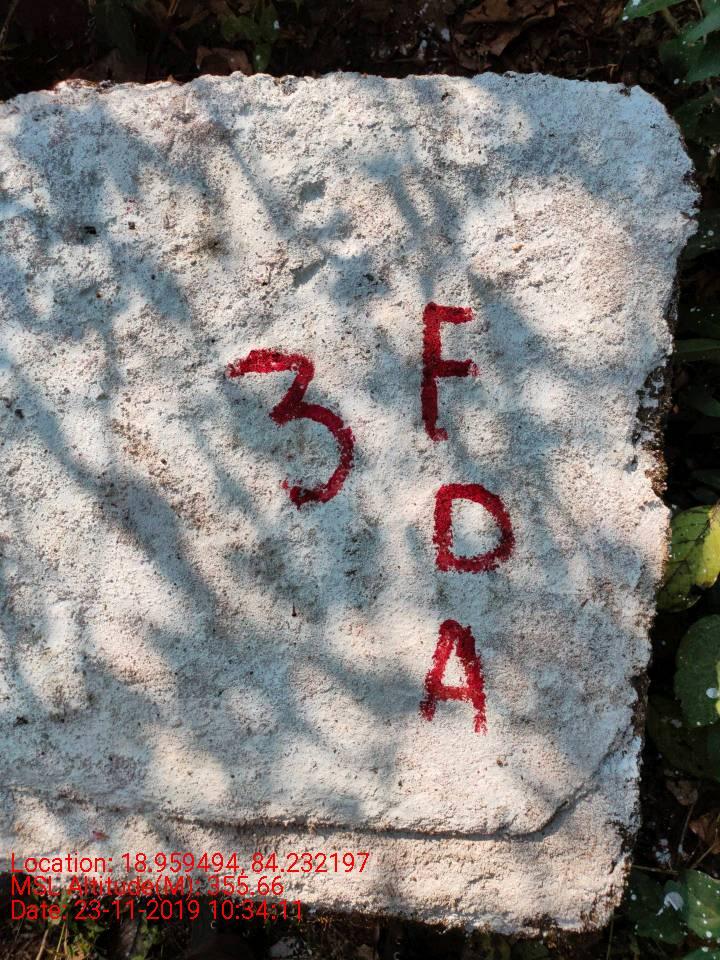 3
F
D
A
Location: 18.959494, 84.232197
MSL Altitude(M): 355.66
Date: 23-11-2019 10:34:11